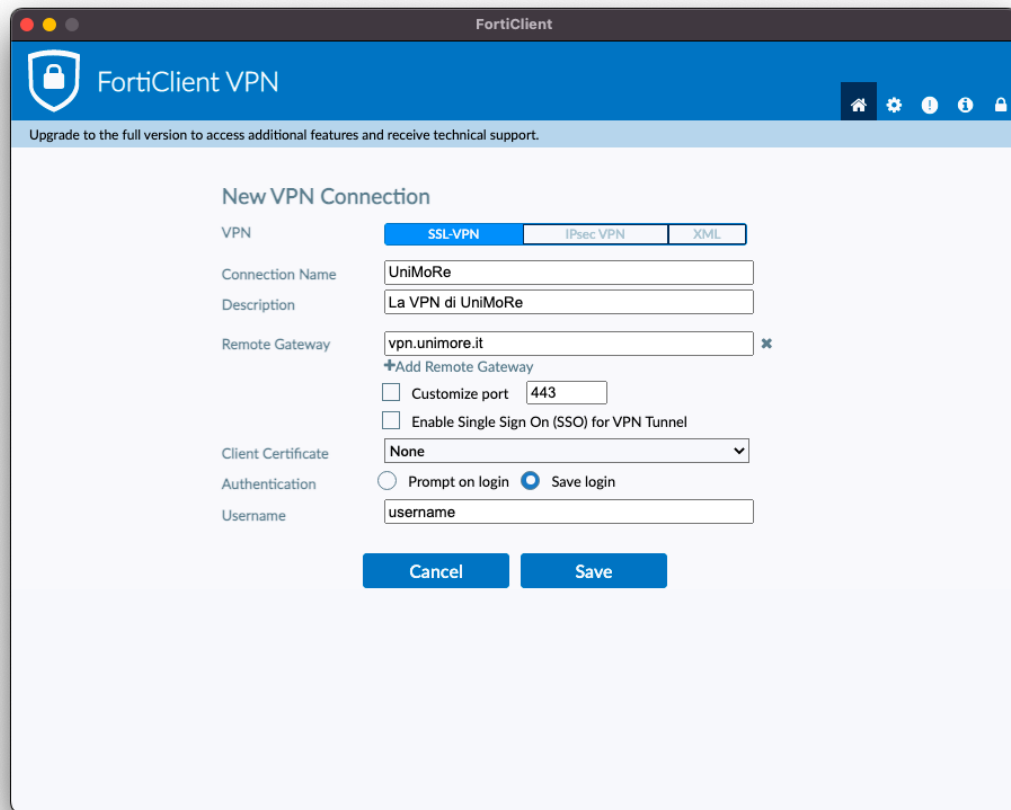 FortiClient
FortiClient VPN
Upgrade to the full version to access additional features and receive technical support.
New VPN Connection
VPN SSL-VPN IPsec VPN XML
Connection Name UniMoRe
Description La VPN di UniMoRe
Remote Gateway vpn.unimore.it
+Add Remote Gateway
Customize port 443
Enable Single Sign On (SSO) for VPN Tunnel
Client Certificate None
Authentication Prompt on login Save login
Username username
Cancel Save